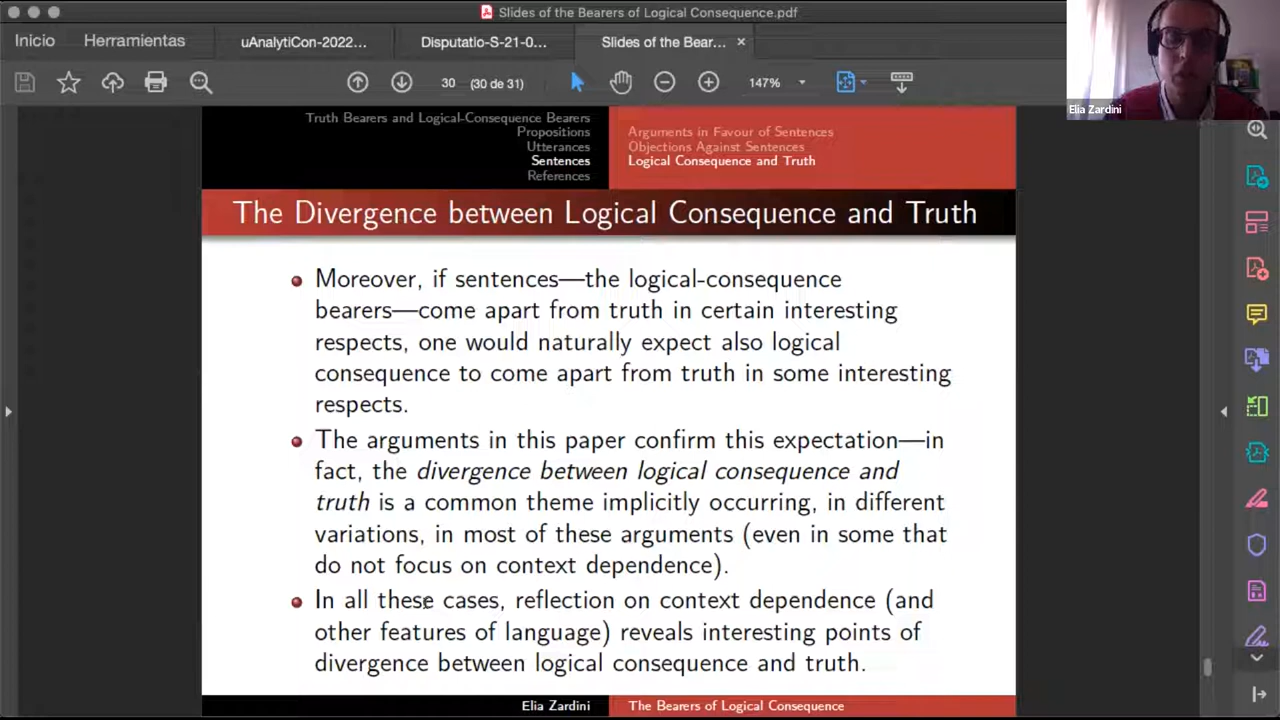 Slides of the Bearers of Logical Consequence.pdf
Inicio
Herramientas
uAnalytiCon-2022...
Disputatio-S-21-0...
Slides of the Bear...
×
30
(30 de 31)
147%
Elia Zardini
Truth Bearers and Logical-Consequence Bearers
Propositions
Utterances
Sentences
References
Arguments in Favour of Sentences
Objections Against Sentences
Logical Consequence and Truth
The Divergence between Logical Consequence and Truth
Moreover, if sentences—the logical-consequence
bearers—come apart from truth in certain interesting
respects, one would naturally expect also logical
consequence to come apart from truth in some interesting
respects.
The arguments in this paper confirm this expectation—in
fact, the divergence between logical consequence and
truth is a common theme implicitly occurring, in different
variations, in most of these arguments (even in some that
do not focus on context dependence).
In all these cases, reflection on context dependence (and
other features of language) reveals interesting points of
divergence between logical consequence and truth.
Elia Zardini
The Bearers of Logical Consequence